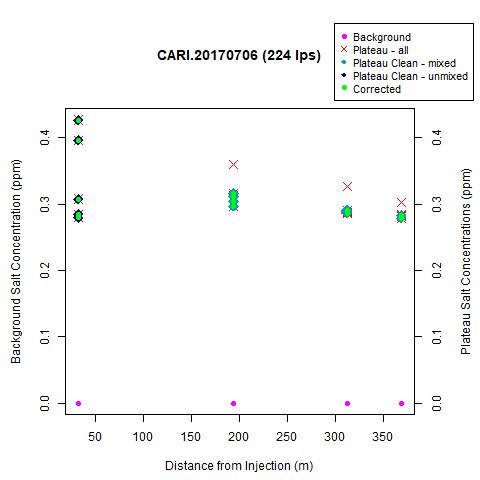 CARI.20170706 (224 lps)
Background
Plateau - all
Plateau Clean - mixed
Plateau Clean - unmixed
Corrected
Background Salt Concentration (ppm)
0.4
0.3
0.2
0.1
0.0
0.4
0.3
0.2
0.1
0.0
Plateau Salt Concentrations (ppm)
50 100 150 200 250 300 350
Distance from Injection (m)